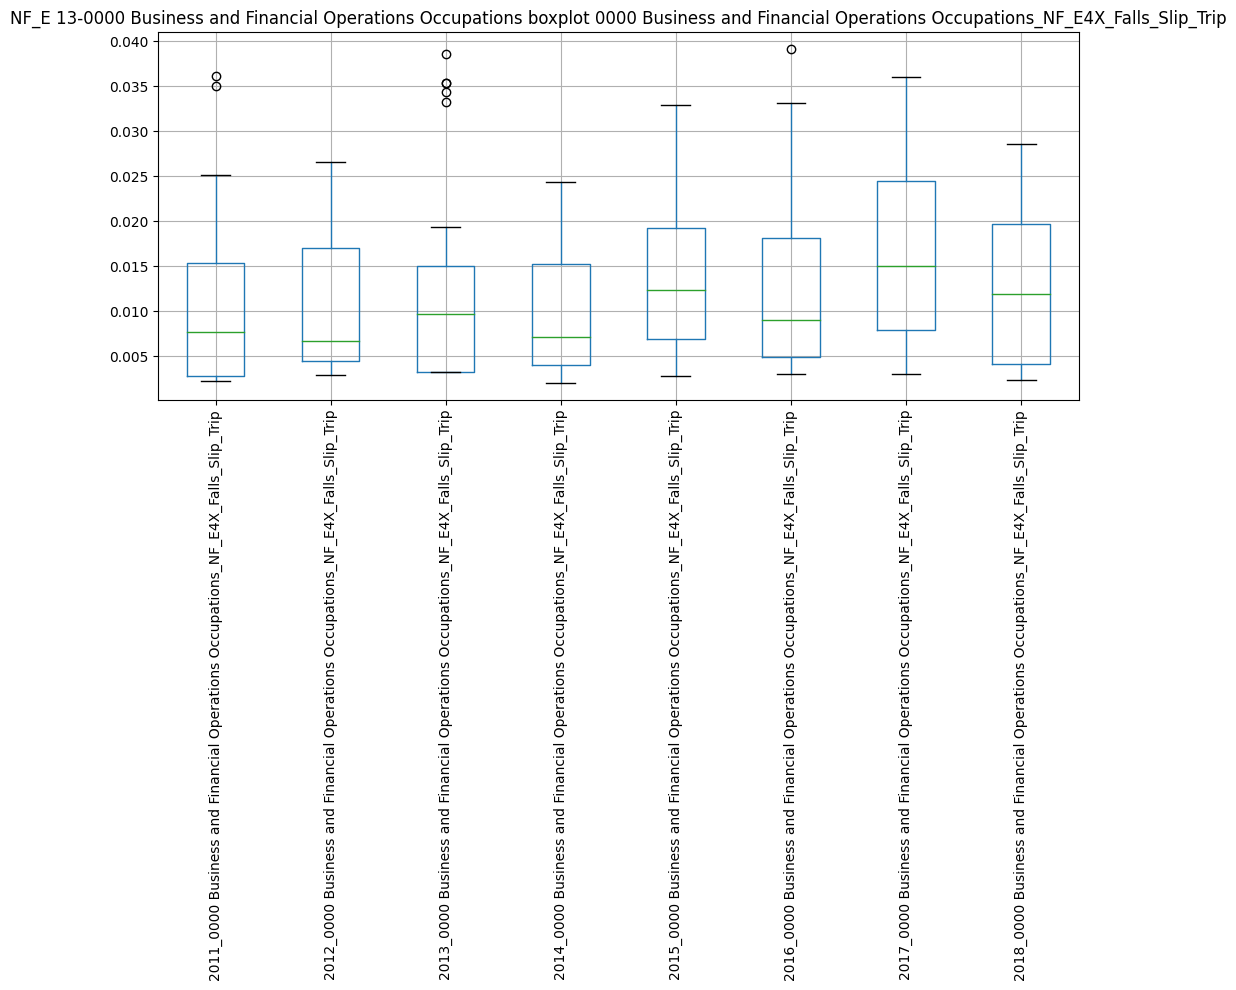 NF_E 13-0000 Business and Financial Operations Occupations boxplot 0000 Business and Financial Operations Occupations_NF_E4X_Falls_Slip_Trip
0.040
0.035
0.030
0.025
0.020
0.015
0.010
0.005
2011_0000 Business and Financial Operations Occupations_NF_E4X_Falls_Slip_Trip
2012_0000 Business and Financial Operations Occupations_NF_E4X_Falls_Slip_Trip
2013_0000 Business and Financial Operations Occupations_NF_E4X_Falls_Slip_Trip
2014_0000 Business and Financial Operations Occupations_NF_E4X_Falls_Slip_Trip
2015_0000 Business and Financial Operations Occupations_NF_E4X_Falls_Slip_Trip
2016_0000 Business and Financial Operations Occupations_NF_E4X_Falls_Slip_Trip
2017_0000 Business and Financial Operations Occupations_NF_E4X_Falls_Slip_Trip
2018_0000 Business and Financial Operations Occupations_NF_E4X_Falls_Slip_Trip